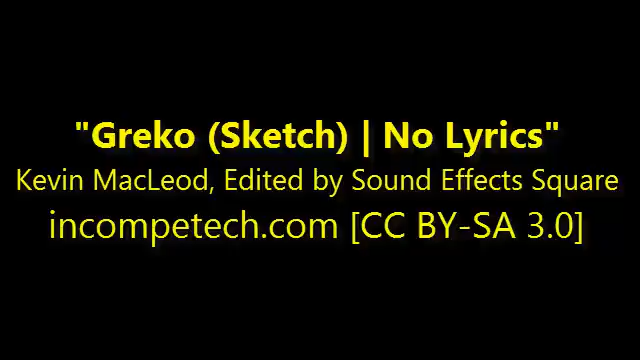 "Greko (Sketch) | No Lyrics"
Kevin MacLeod, Edited by Sound Effects Square
incompetech.com [CC BY-SA 3.0]